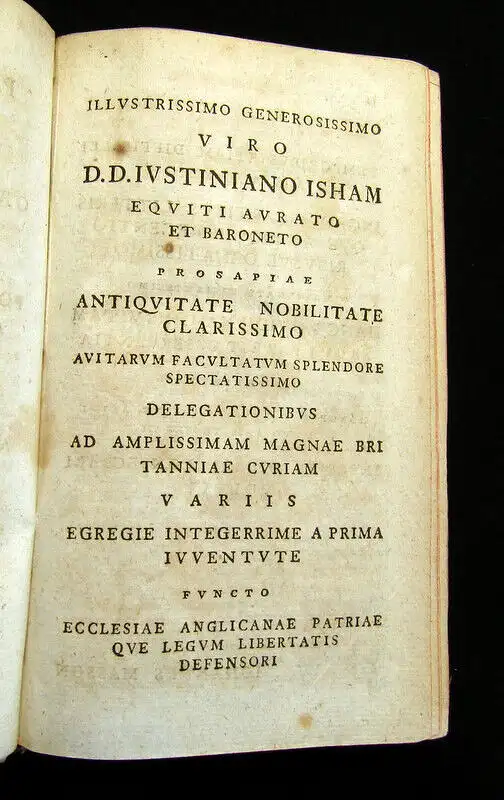 ILLVSTRISSIMO GENEROSISSIMO
VIRO
D.D.IVSTINIANO ISHAM
EQVITI AVRATO
ET BARONETO
PROSAPIAE
ANTIQVITATE NOBILITATE
CLARISSIMO
AVITARVM FACVLTATVM SPLENDORE
SPECTATISSIMO
DELEGATIONIBVS
AD AMPLISSIMAM MAGNAE BRI
TANNIAE CVRIAM
VARIIS
EGREGIE INTEGERRIME A PRIMA
IVVENTVTE
FVNCTO
ECCLESIAE ANGLICANAE PATRIAE
QVE LEGVM LIBERTATIS
DEFENSORI